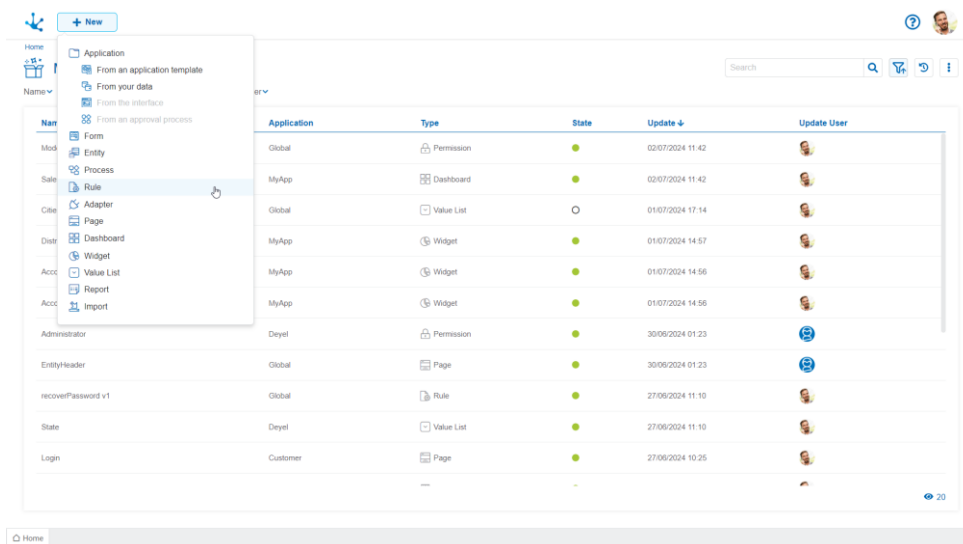 + New
Home
Application
From an application template
From your data
From the interface
From an approval process
Form
Entity
Process
Rule
Adapter
Page
Dashboard
Widget
Value List
Report
Import
Search
Name
Application Type State Update Update User
Global Permission 02/07/2024 11:42
MyApp Dashboard 02/07/2024 11:42
Global Value List 01/07/2024 17:14
MyApp Widget 01/07/2024 14:57
MyApp Widget 01/07/2024 14:56
MyApp Widget 01/07/2024 14:56
Administrator Deyel Permission 30/06/2024 01:23
EntityHeader Global Page 30/06/2024 01:23
recoverPassword v1 Global Rule 27/06/2024 11:10
State Deyel Value List 27/06/2024 11:10
Login Customer Page 27/06/2024 10:25
20
Home